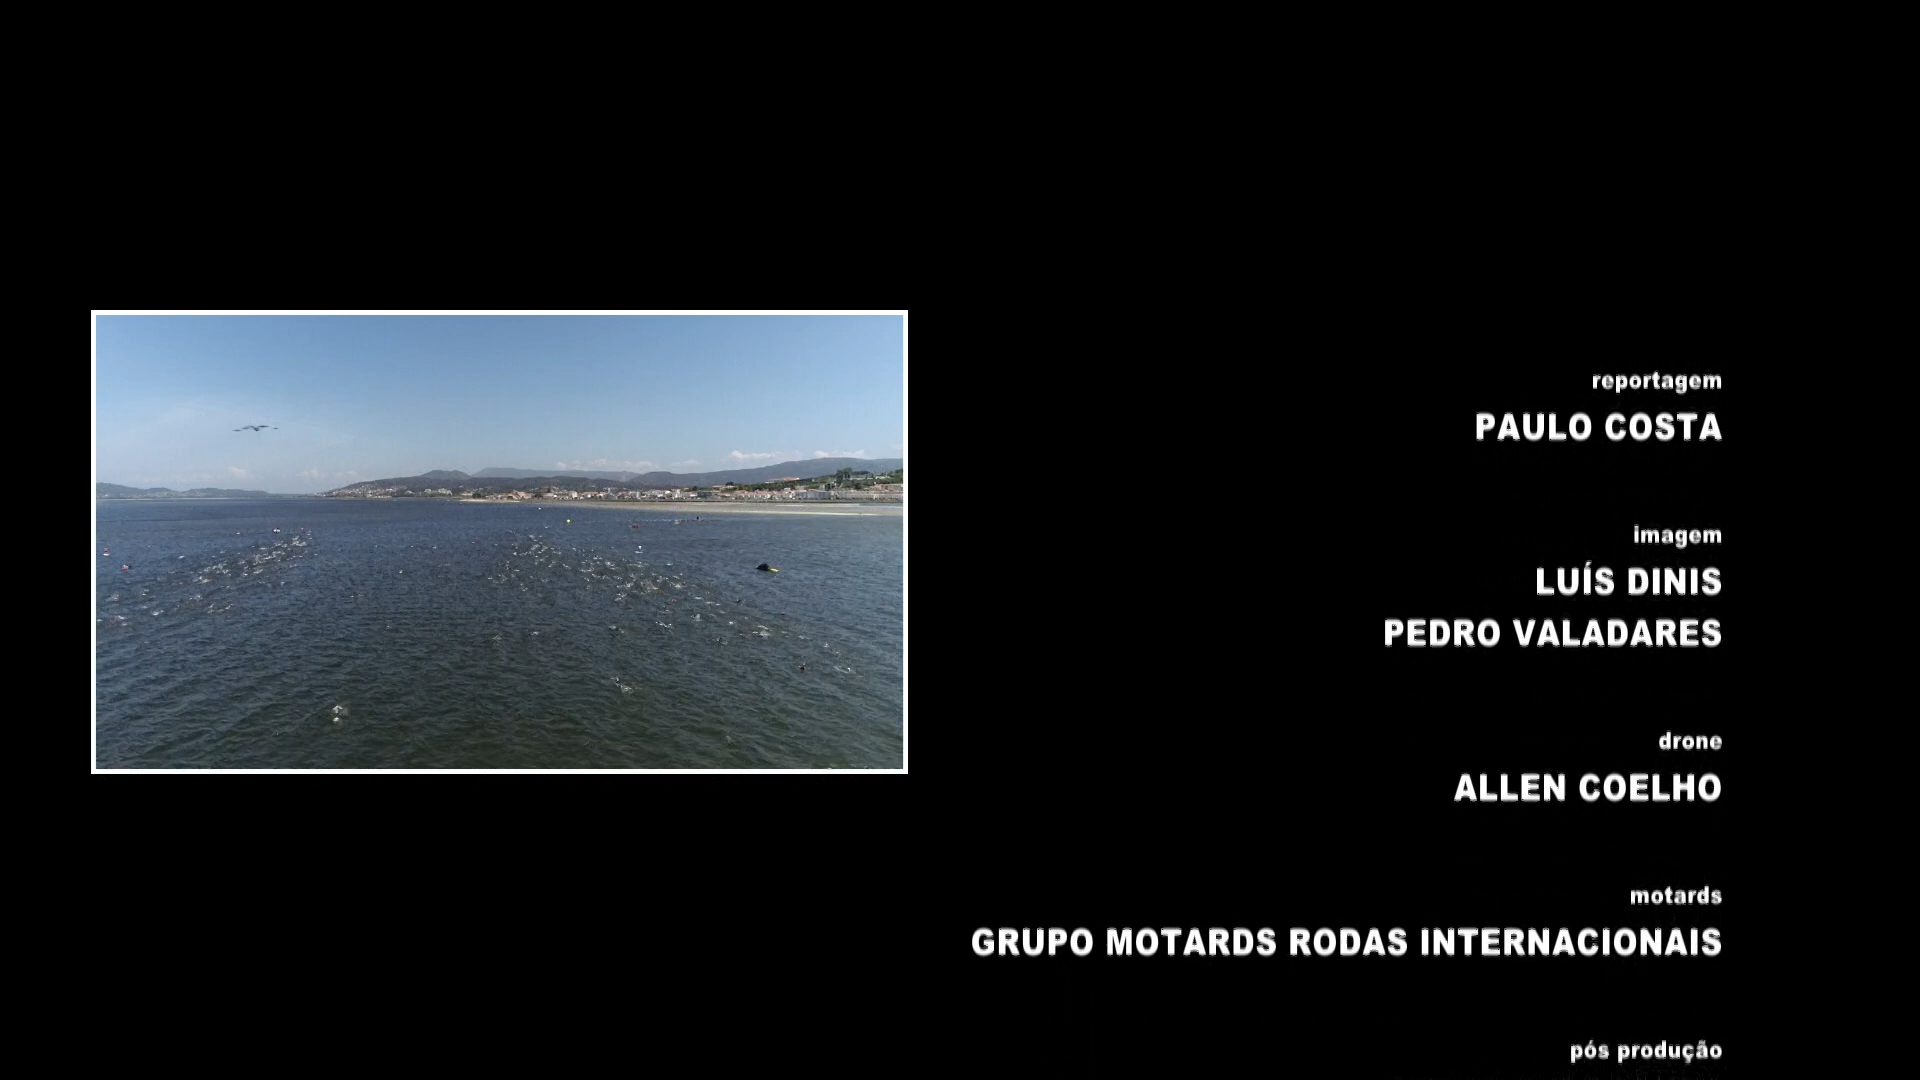 reportagem
PAULO COSTA
imagem
LUÍS DINIS
PEDRO VALADARES
drone
ALLEN COELHO
motards
GRUPO MOTARDS RODAS INTERNACIONAIS
pós produção